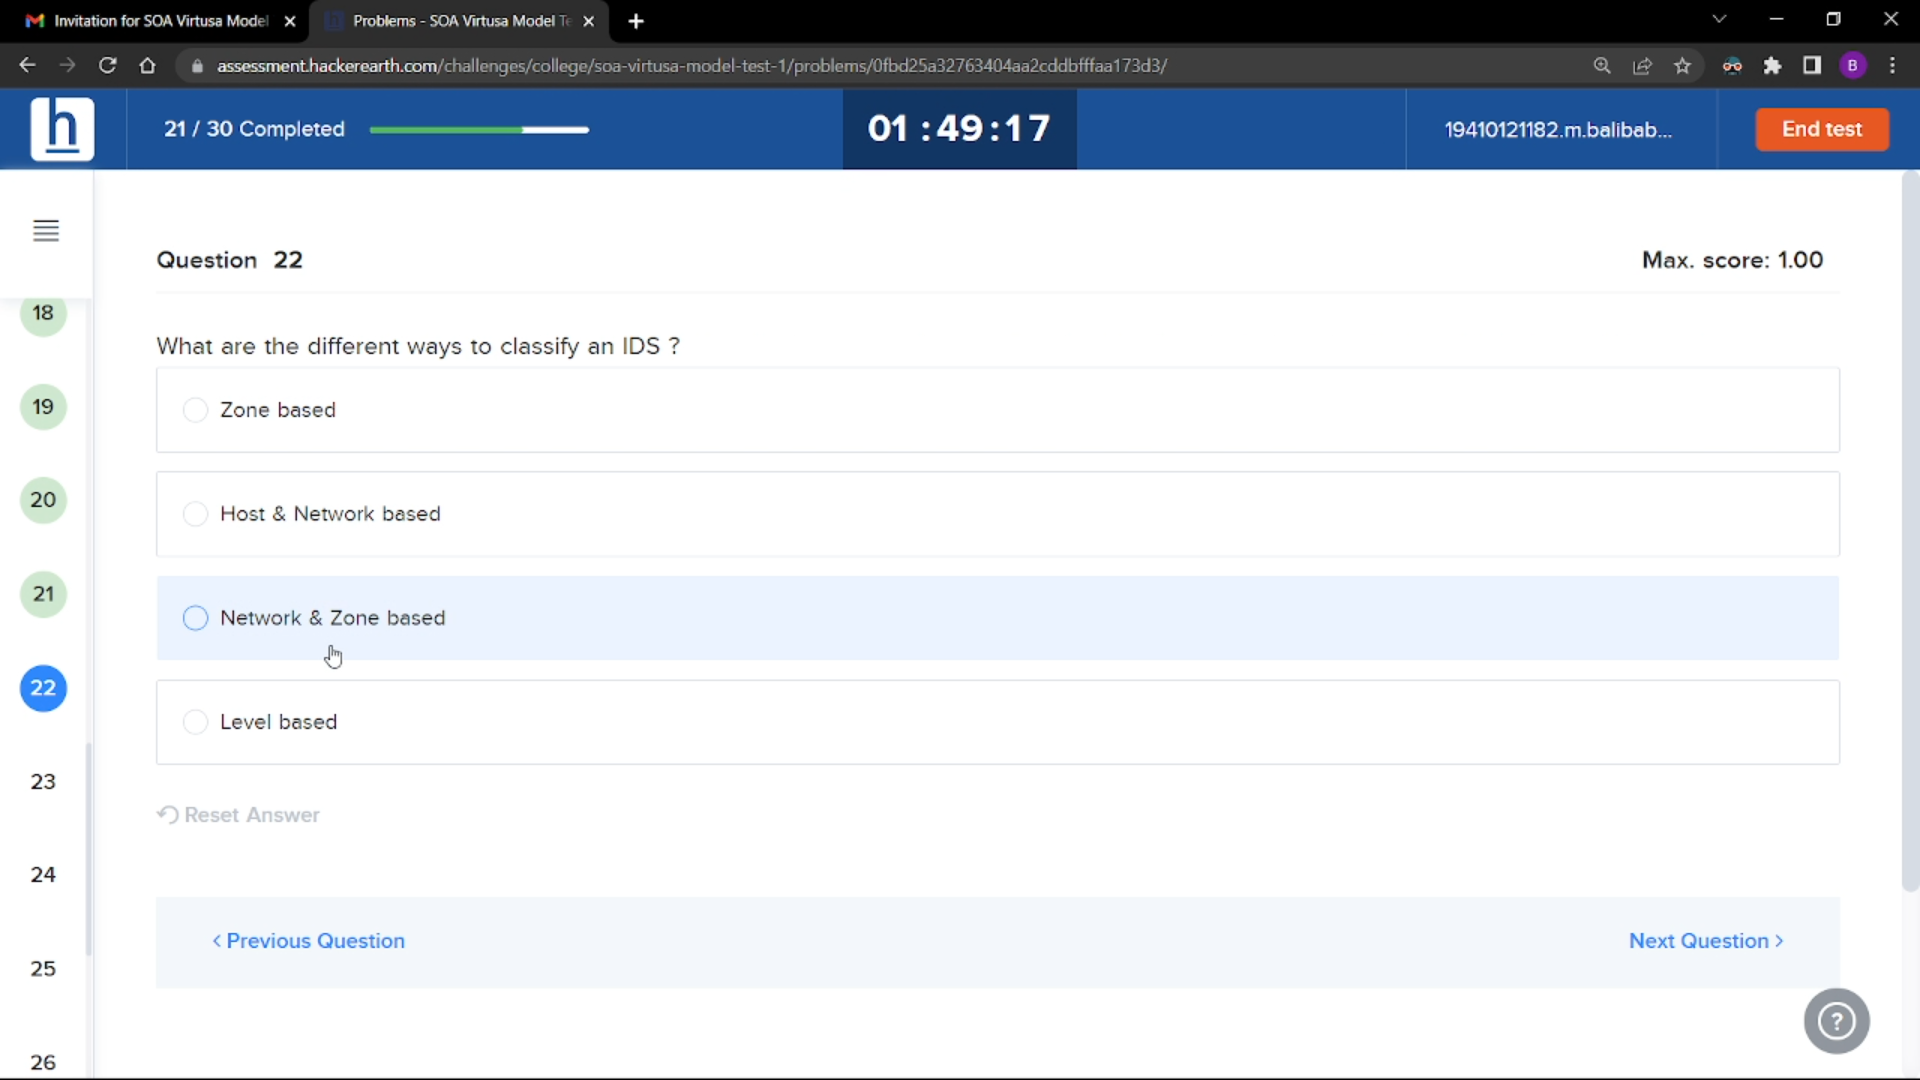 Invitation for SOA Virtusa Model
Problems - SOA Virtusa Model Te
assessment.hackerearth.com/challenges/college/soa-virtusa-model-test-1/problems/0fbd25a32763404aa2cddbfffaa173d3/
B
h
21 / 30 Completed
01 : 49 : 17
19410121182.m.balibab...
End test
Question 22
Max. score: 1.00
18
19
20
21
22
23
24
25
26
What are the different ways to classify an IDS ?
Zone based
Host & Network based
Network & Zone based
Level based
Reset Answer
< Previous Question
Next Question >
?